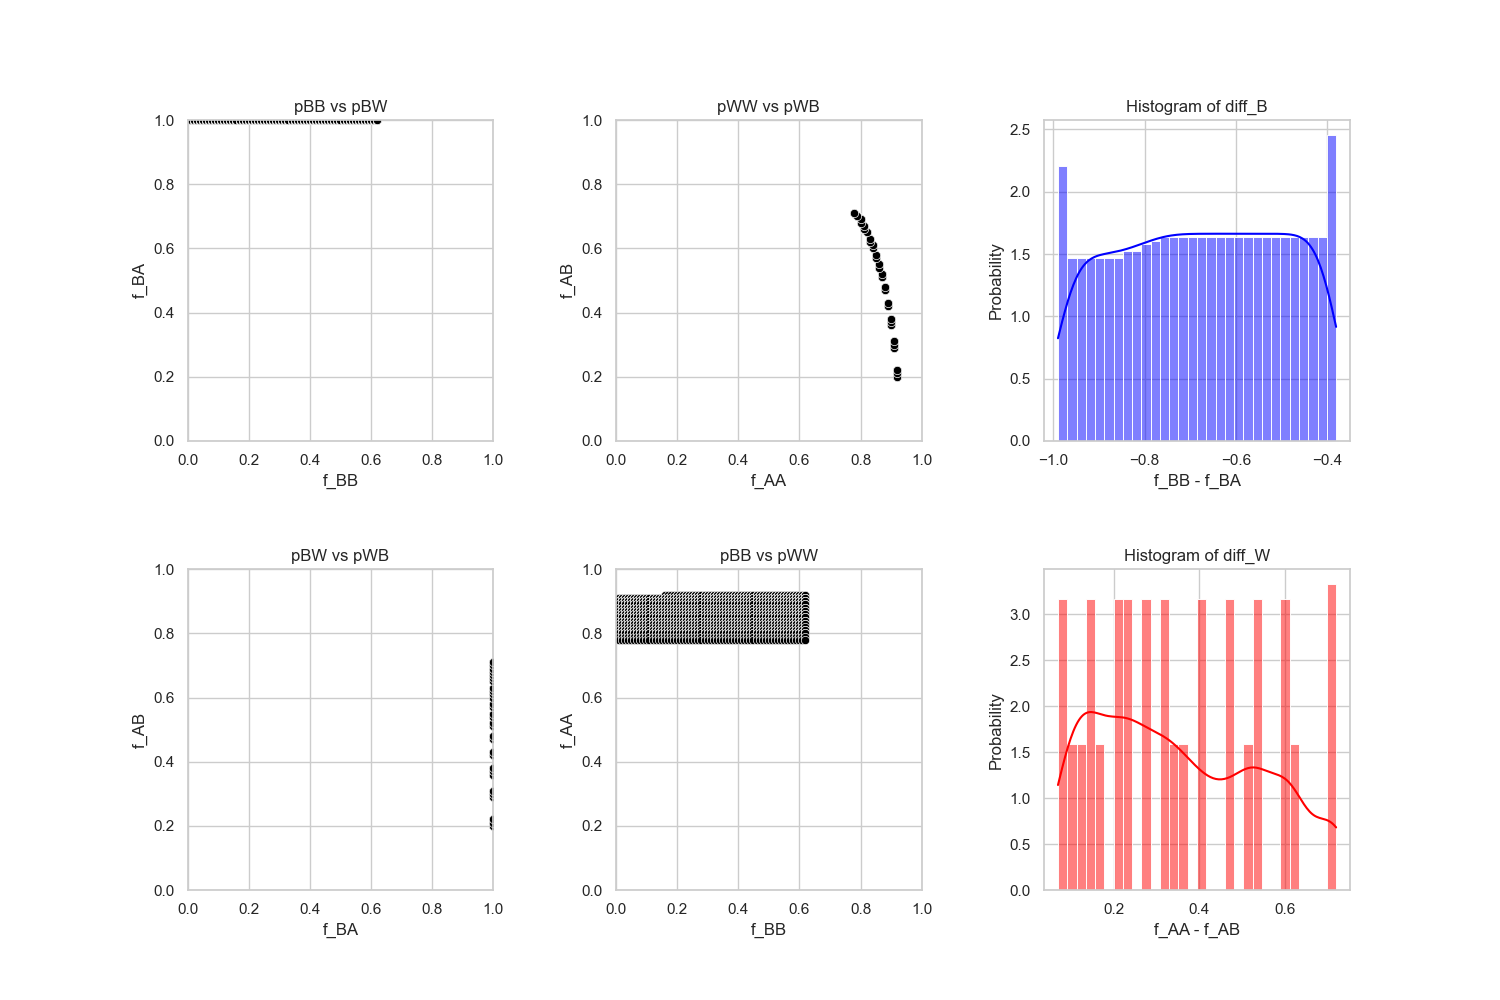 pBB vs pBW
1.0
0.8
0.6
0.4
0.2
0.0
f_BA
0.0 0.2 0.4 0.6 0.8 1.0
f_BB
pWW vs pWB
1.0
0.8
0.6
0.4
0.2
0.0
f_AB
0.0 0.2 0.4 0.6 0.8 1.0
f_AA
Histogram of diff_B
2.5
2.0
1.5
1.0
0.5
0.0
Probability
−1.0 −0.8 −0.6 −0.4
f_BB - f_BA
pBW vs pWB
1.0
0.8
0.6
0.4
0.2
0.0
f_AB
0.0 0.2 0.4 0.6 0.8 1.0
f_BA
pBB vs pWW
1.0
0.8
0.6
0.4
0.2
0.0
f_AA
0.0 0.2 0.4 0.6 0.8 1.0
f_BB
Histogram of diff_W
3.0
2.5
2.0
1.5
1.0
0.5
0.0
Probability
0.2 0.4 0.6
f_AA - f_AB